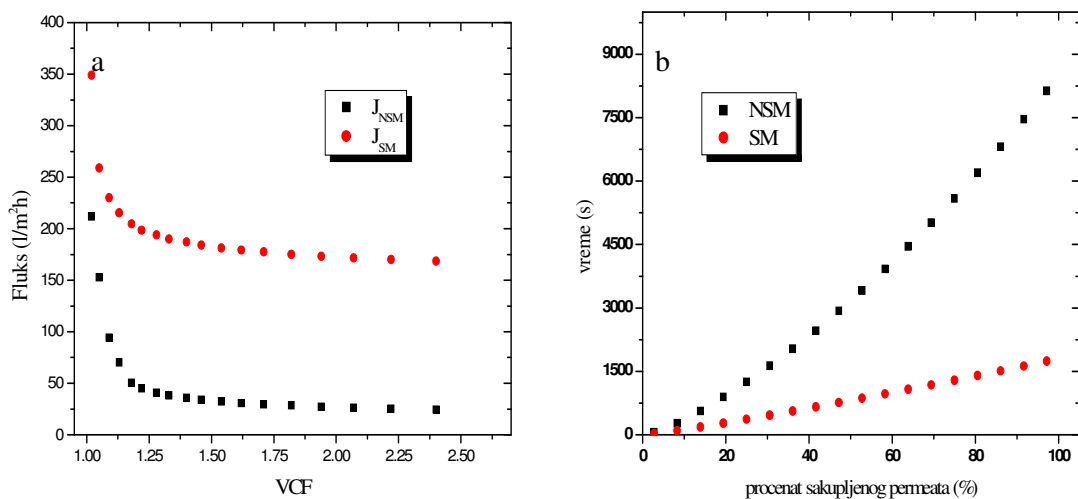 400
350
300
250
200
150
100
50
0
Fluks (l/m²h)
a
J_NSM
J_SM
1.00 1.25 1.50 1.75 2.00 2.25 2.50
VCF
9000
7500
6000
4500
3000
1500
0
vreme (s)
b
NSM
SM
0 20 40 60 80 100
procenat sakupljenog permeata (%)